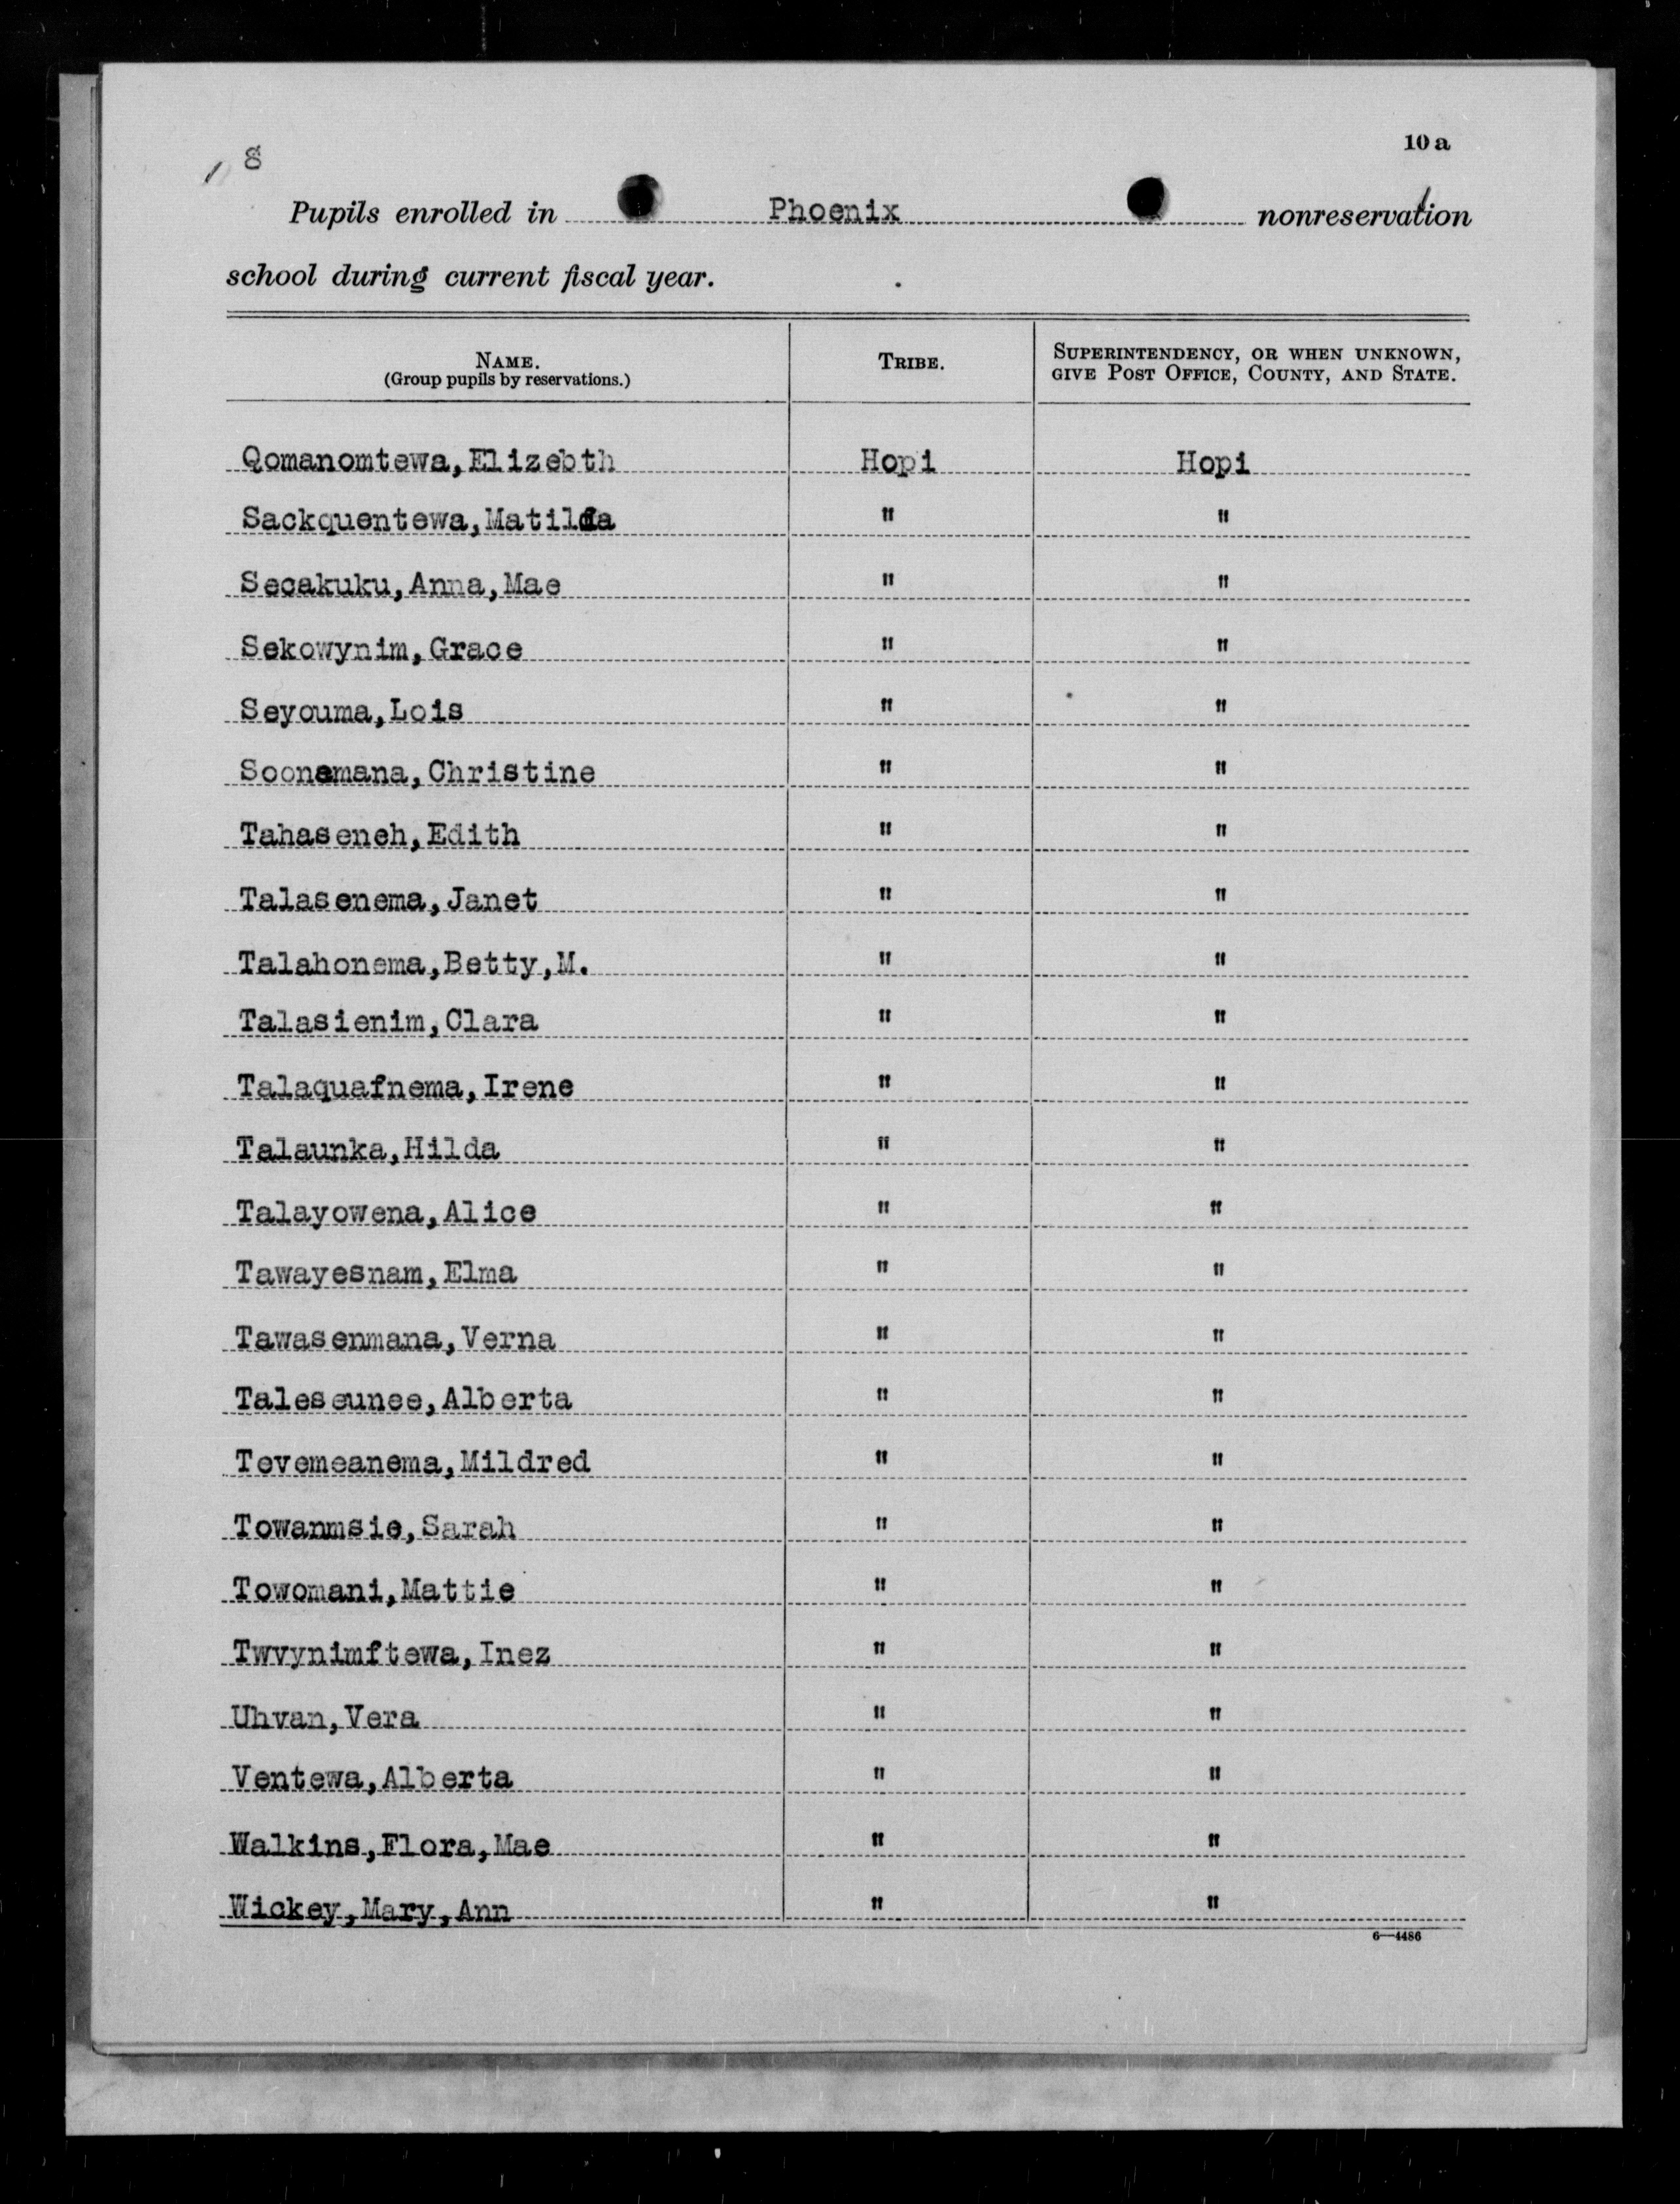 10 a
8
Pupils enrolled in Phoenix nonreservation
school during current fiscal year.
NAME.
(Group pupils by reservations.)
TRIBE.
SUPERINTENDENCY, OR WHEN UNKNOWN,
GIVE POST OFFICE, COUNTY, AND STATE.
Qomanomtewa,Elizebth Hopi Hopi
Sackquentewa,Matilda " "
Secakuku,Anna,Mae " "
Sekowynim,Grace " "
Seyouma,Lois " "
Soonemana,Christine " "
Tahaseneh,Edith " "
Talasenema,Janet " "
Talahonema,Betty,M. " "
Talasienim,Clara " "
Talaquafnema,Irene " "
Talaunka,Hilda " "
Talayowena,Alice " "
Tawayesnam,Elma " "
Tawasenmana,Verna " "
Taleseunee,Alberta " "
Tevemeanema,Mildred " "
Towanmsie,Sarah " "
Towomani,Mattie " "
Twvynimftewa,Inez " "
Uhvan,Vera " "
Ventewa,Alberta " "
Walkins,Flora,Mae " "
Wickey,Mary,Ann " "
6—4486